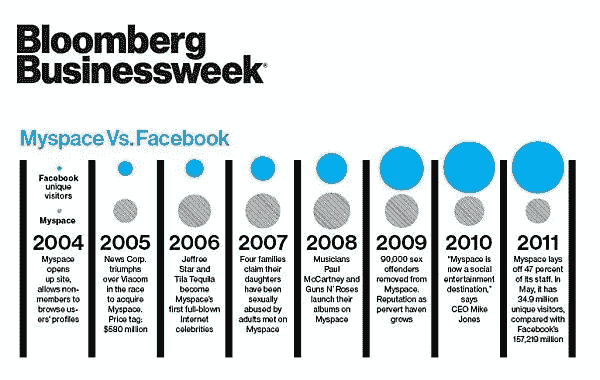 Bloomberg
Businessweek®
Myspace Vs. Facebook
Facebook
unique
visitors
Myspace
2004
Myspace
opens
up site,
allows non-
members to
browse us-
ers' profiles
2005
News Corp.
triumphs
over Viacom
in the race
to acquire
Myspace.
Price tag:
$580 million
2006
Jeffree
Star and
Tila Tequila
become
Myspace's
first full-blown
Internet
celebrities
2007
Four families
claim their
daughters
have been
sexually
abused by
adults met on
Myspace
2008
Musicians
Paul
McCartney and
Guns N' Roses
launch their
albums on
Myspace
2009
90,000 sex
offenders
removed from
Myspace.
Reputation as
pervert haven
grows
2010
"Myspace is
now a social
entertainment
destination,"
says
CEO Mike
Jones
2011
Myspace lays
off 47 percent
of its staff. In
May, it has
34.9 million
unique visitors,
compared with
Facebook's
157,219 million